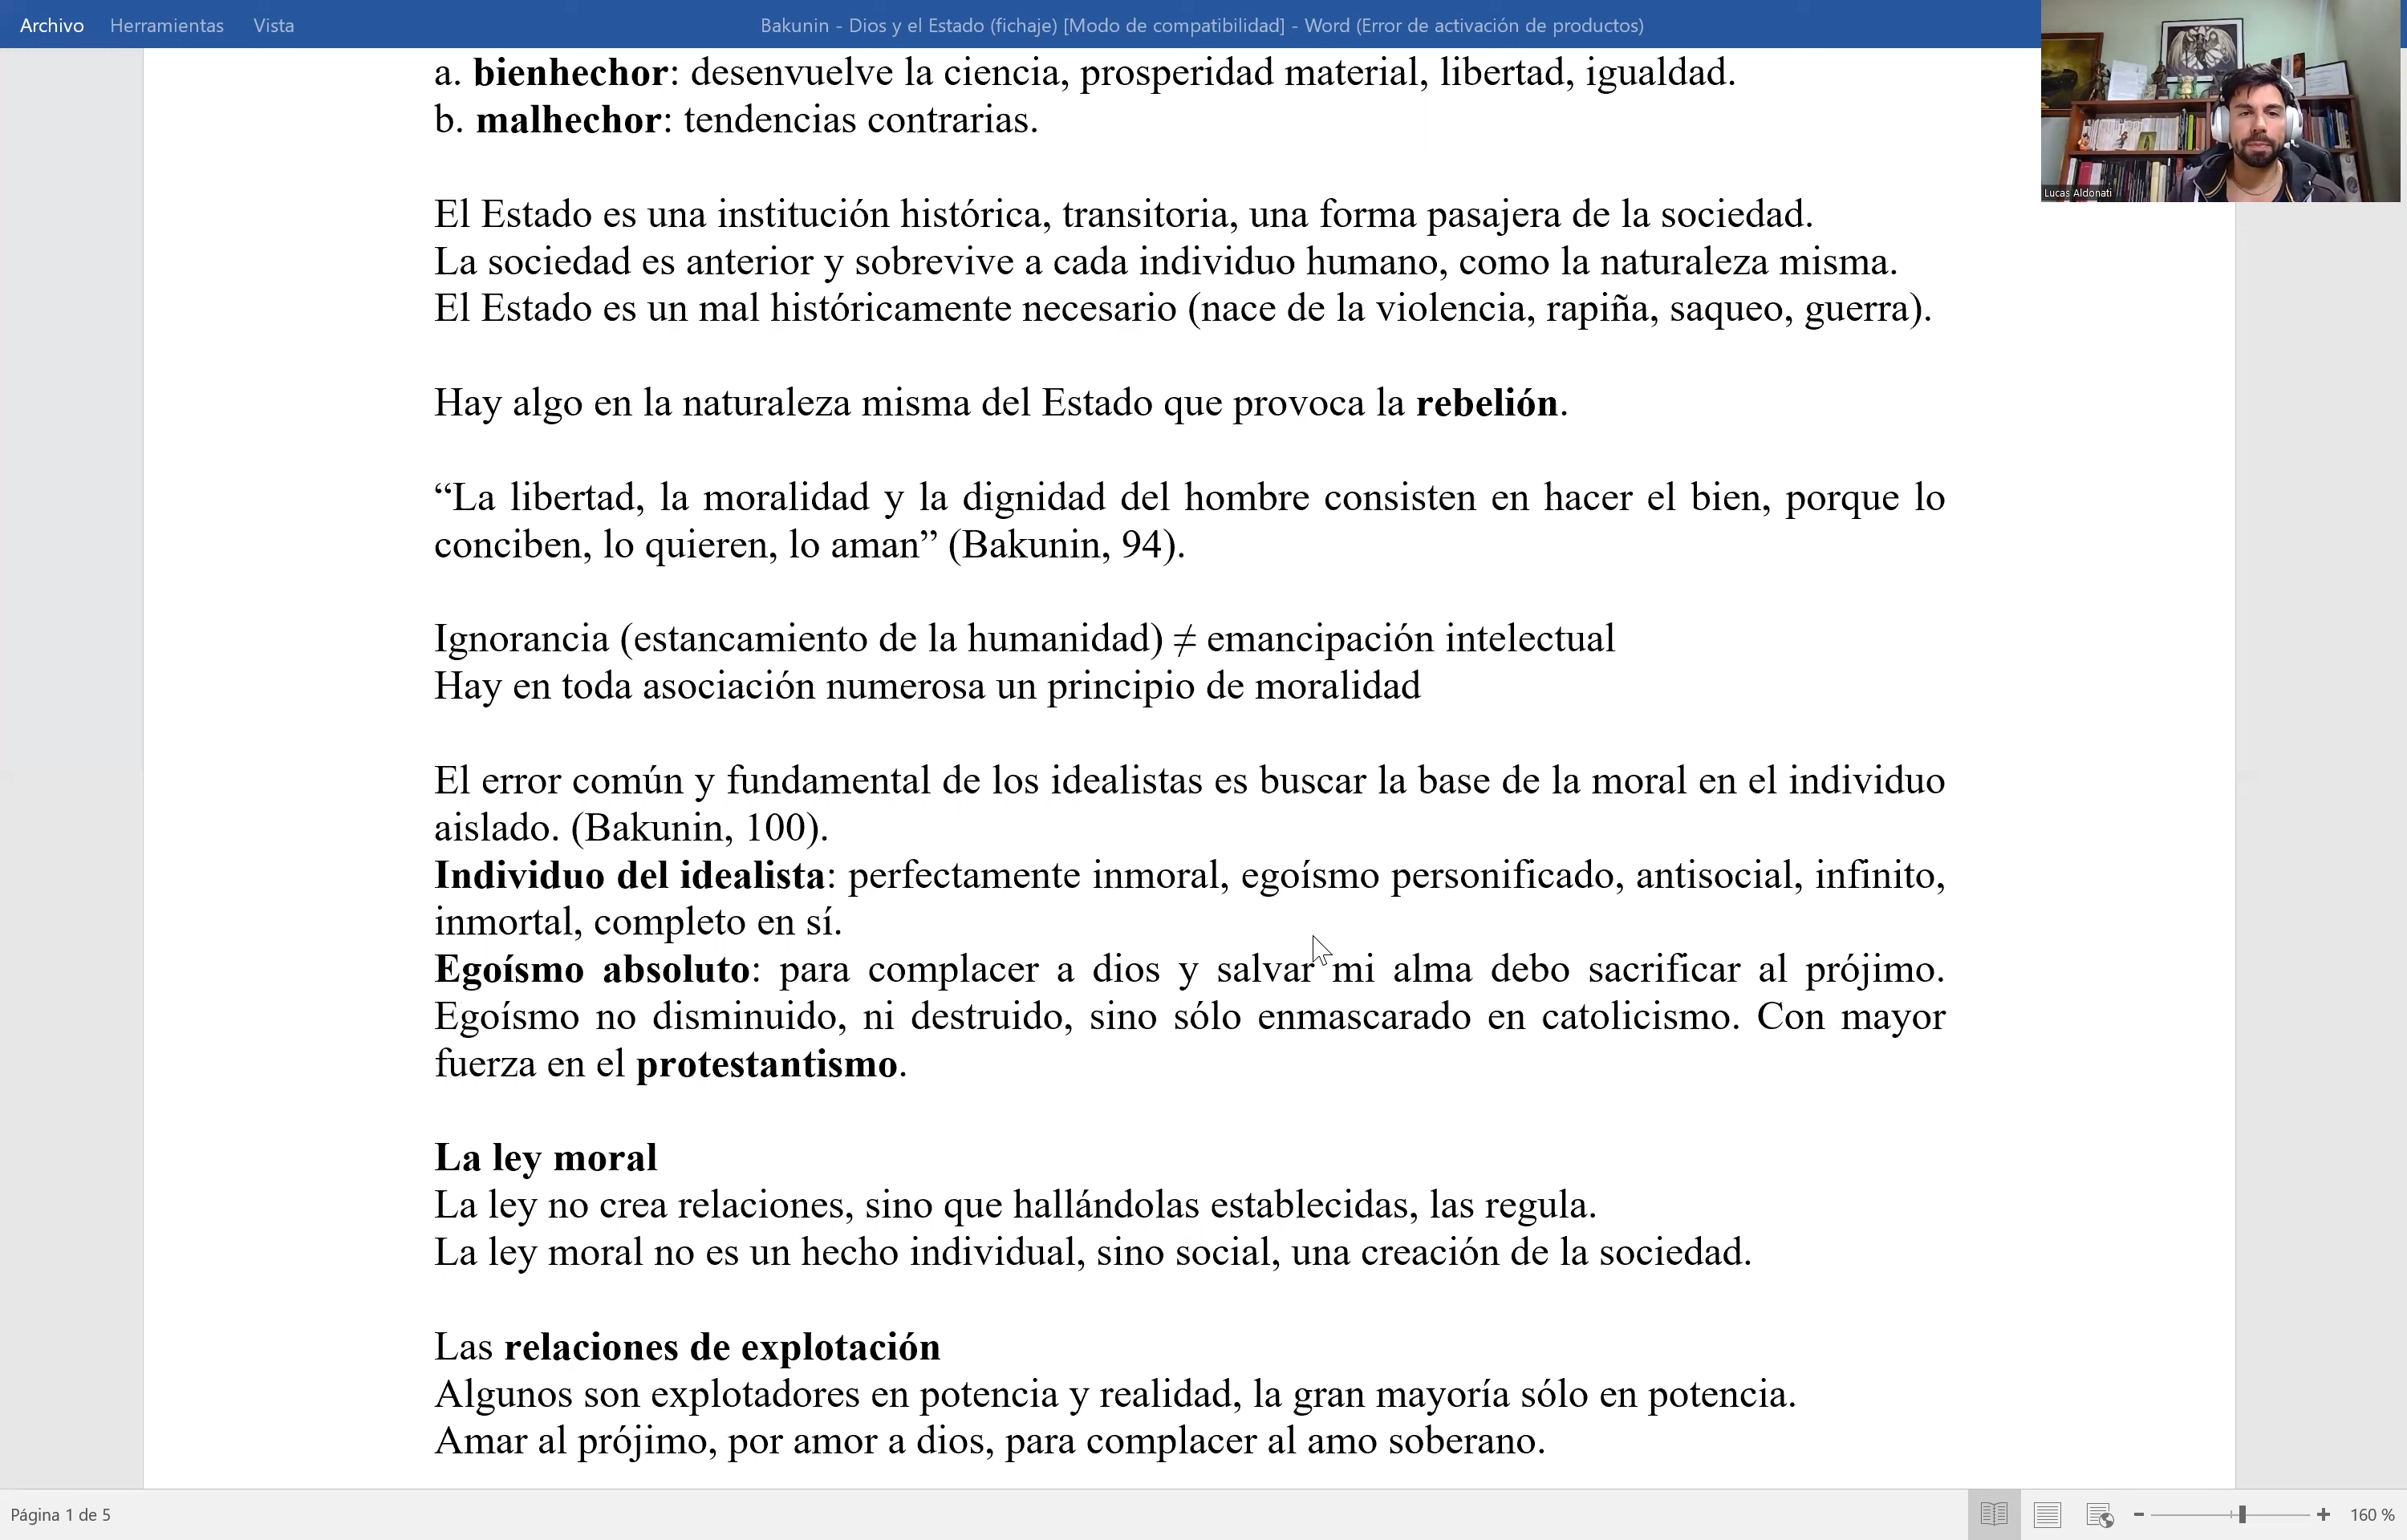 Archivo Herramientas Vista Bakunin - Dios y el Estado (fichaje) [Modo de compatibilidad] - Word (Error de activación de productos)
Lucas Aldonati
a. bienhechor: desenvuelve la ciencia, prosperidad material, libertad, igualdad.
b. malhechor: tendencias contrarias.
El Estado es una institución histórica, transitoria, una forma pasajera de la sociedad.
La sociedad es anterior y sobrevive a cada individuo humano, como la naturaleza misma.
El Estado es un mal históricamente necesario (nace de la violencia, rapiña, saqueo, guerra).
Hay algo en la naturaleza misma del Estado que provoca la rebelión.
“La libertad, la moralidad y la dignidad del hombre consisten en hacer el bien, porque lo
conciben, lo quieren, lo aman” (Bakunin, 94).
Ignorancia (estancamiento de la humanidad) ≠ emancipación intelectual
Hay en toda asociación numerosa un principio de moralidad
El error común y fundamental de los idealistas es buscar la base de la moral en el individuo
aislado. (Bakunin, 100).
Individuo del idealista: perfectamente inmoral, egoísmo personificado, antisocial, infinito,
inmortal, completo en sí.
Egoísmo absoluto: para complacer a dios y salvar mi alma debo sacrificar al prójimo.
Egoísmo no disminuido, ni destruido, sino sólo enmascarado en catolicismo. Con mayor
fuerza en el protestantismo.
La ley moral
La ley no crea relaciones, sino que hallándolas establecidas, las regula.
La ley moral no es un hecho individual, sino social, una creación de la sociedad.
Las relaciones de explotación
Algunos son explotadores en potencia y realidad, la gran mayoría sólo en potencia.
Amar al prójimo, por amor a dios, para complacer al amo soberano.
Página 1 de 5 160 %